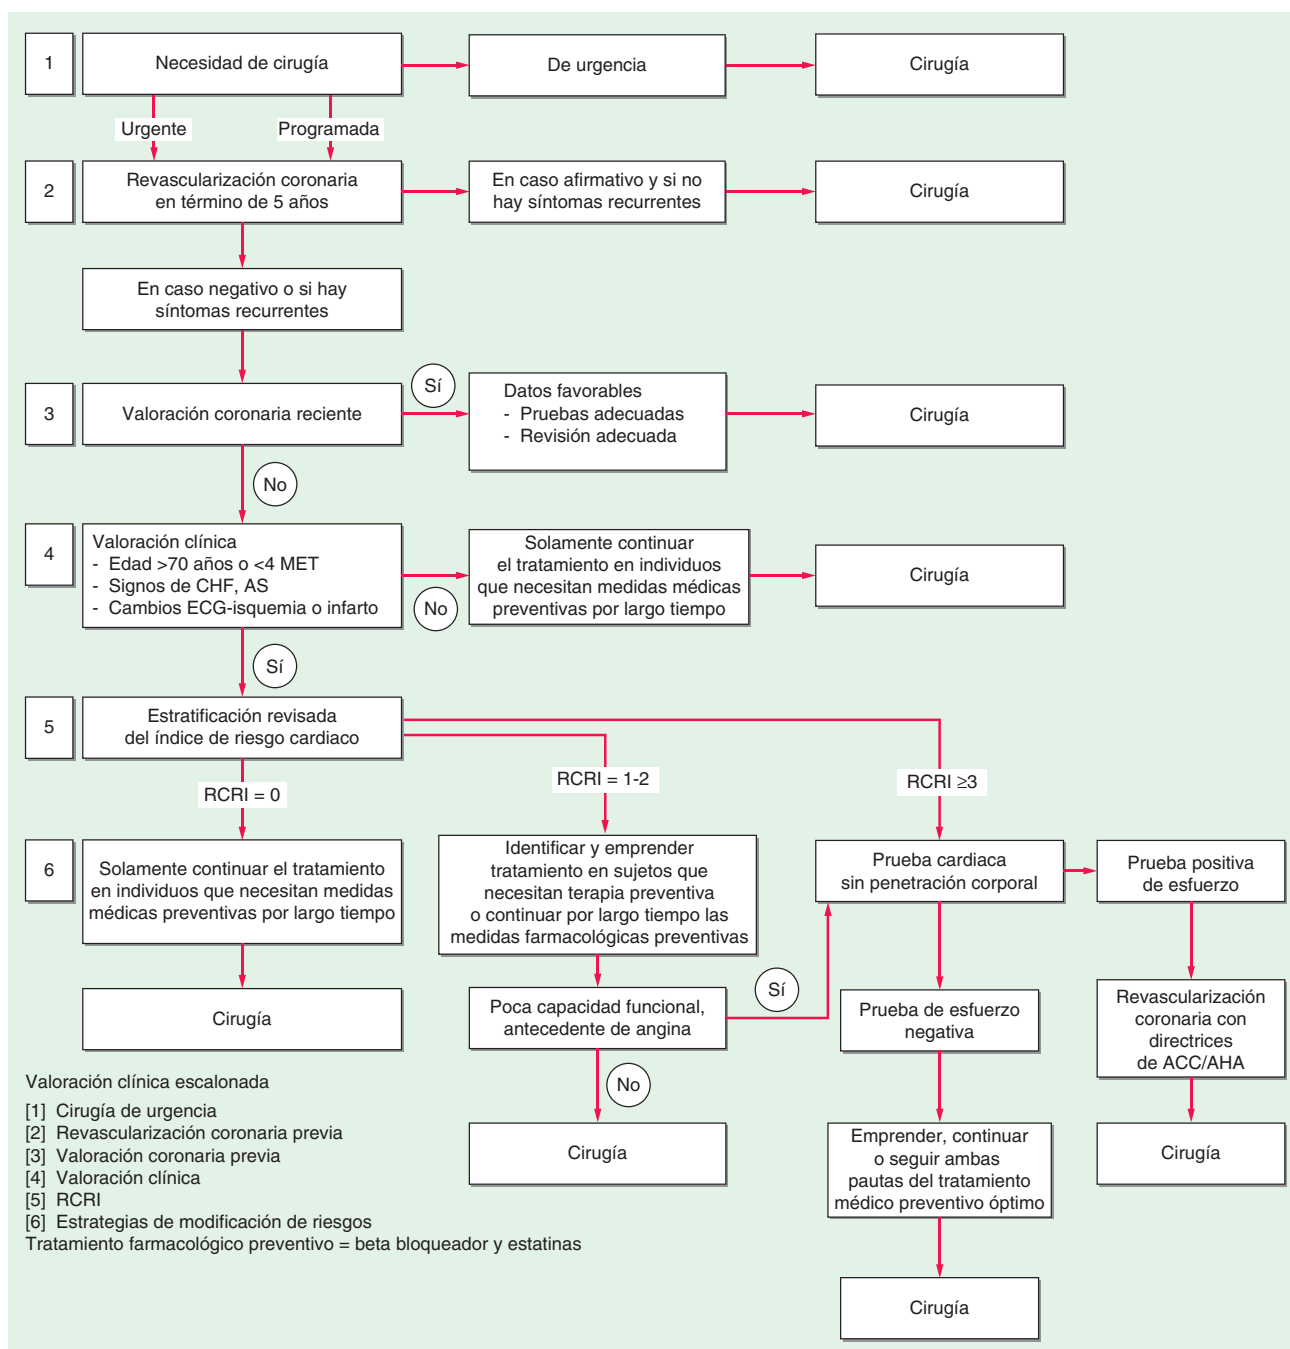 1
Necesidad de cirugía
De urgencia
Cirugía
Urgente
Programada
2
Revascularización coronaria
en término de 5 años
En caso afirmativo y si no
hay síntomas recurrentes
Cirugía
En caso negativo o si hay
síntomas recurrentes
3
Valoración coronaria reciente
Sí
Datos favorables
- Pruebas adecuadas
- Revisión adecuada
Cirugía
No
4
Valoración clínica
- Edad >70 años o <4 MET
- Signos de CHF, AS
- Cambios ECG-isquemia o infarto
No
Solamente continuar
el tratamiento en individuos
que necesitan medidas médicas
preventivas por largo tiempo
Cirugía
Sí
5
Estratificación revisada
del índice de riesgo cardiaco
RCRI = 0
RCRI = 1-2
RCRI ≥3
6
Solamente continuar el tratamiento
en individuos que necesitan medidas
médicas preventivas por largo tiempo
Cirugía
Identificar y emprender
tratamiento en sujetos que
necesitan terapia preventiva
o continuar por largo tiempo las
medidas farmacológicas preventivas
Poca capacidad funcional,
antecedente de angina
Sí
No
Cirugía
Prueba cardiaca
sin penetración corporal
Prueba de esfuerzo
negativa
Emprender, continuar
o seguir ambas
pautas del tratamiento
médico preventivo óptimo
Cirugía
Prueba positiva
de esfuerzo
Revascularización
coronaria con
directrices
de ACC/AHA
Cirugía
Valoración clínica escalonada
[1] Cirugía de urgencia
[2] Revascularización coronaria previa
[3] Valoración coronaria previa
[4] Valoración clínica
[5] RCRI
[6] Estrategias de modificación de riesgos
Tratamiento farmacológico preventivo = beta bloqueador y estatinas